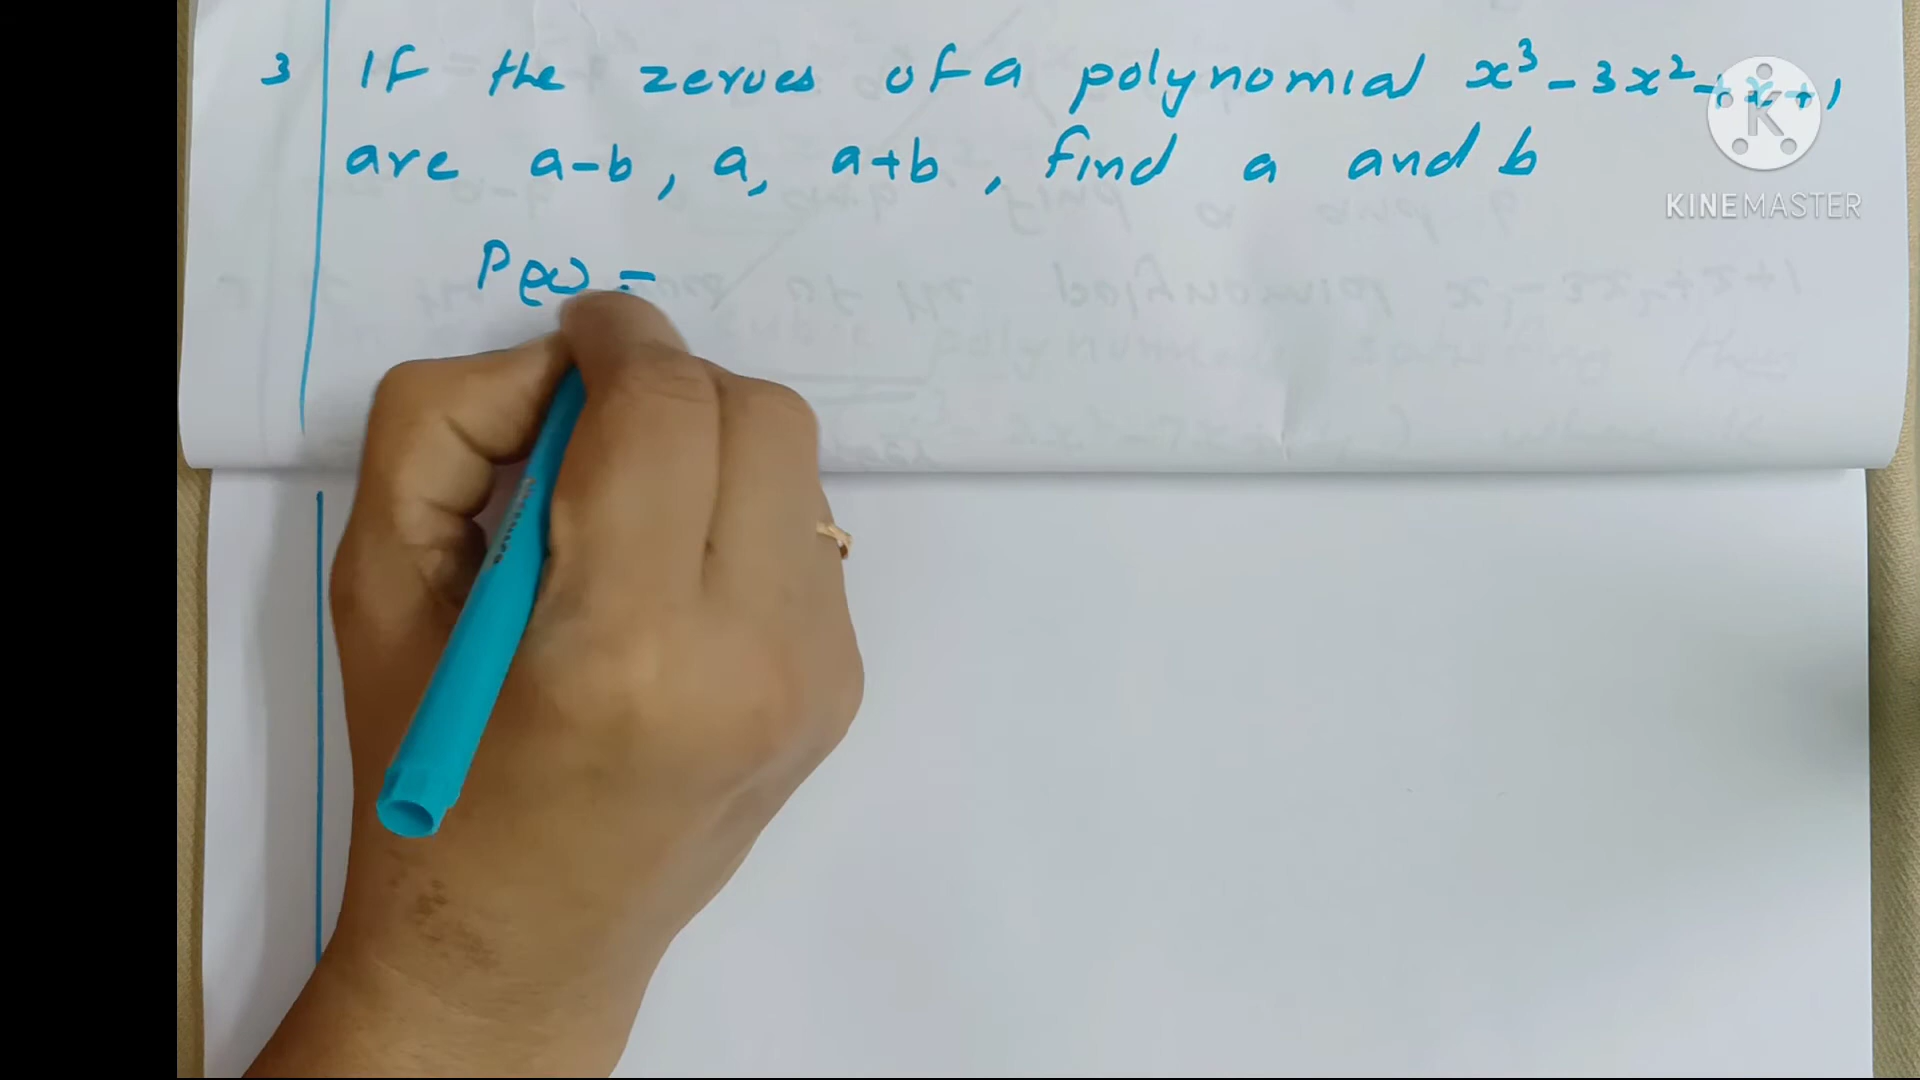 3 If the zeroes of a polynomial x³-3x²+x+1
are a-b, a, a+b, find a and b
P(x) =
K
KINEMASTER